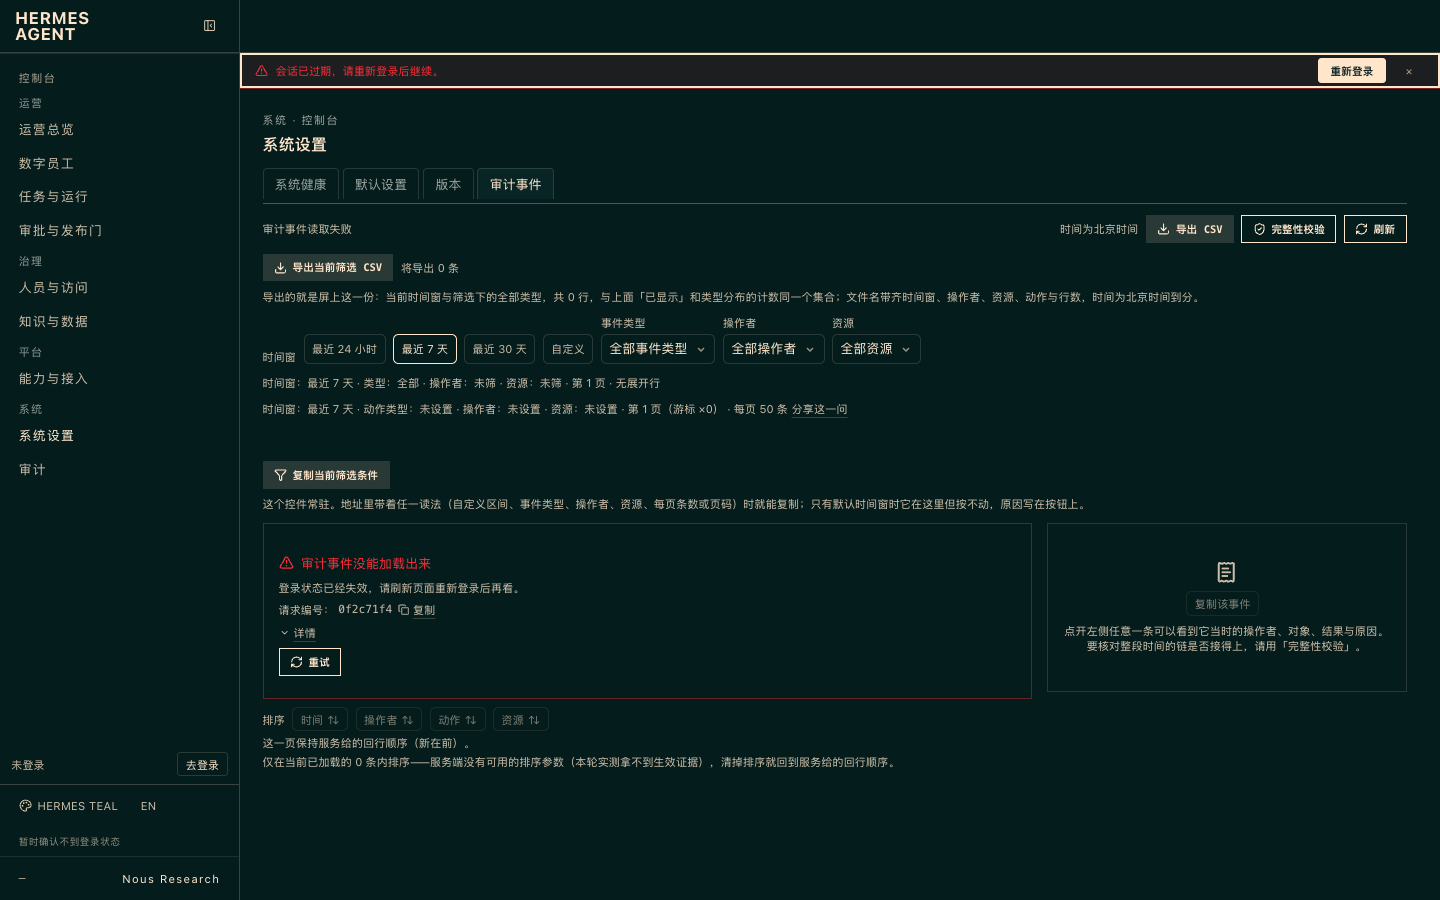 HERMES
AGENT
控制台
运营
运营总览
数字员工
任务与运行
审批与发布门
治理
人员与访问
知识与数据
平台
能力与接入
系统
系统设置
审计
未登录
去登录
HERMES TEAL
EN
暂时确认不到登录状态
—
Nous Research
会话已过期，请重新登录后继续。
重新登录
×
系统 · 控制台
系统设置
系统健康
默认设置
版本
审计事件
审计事件读取失败
时间为北京时间
导出 CSV
完整性校验
刷新
导出当前筛选 CSV
将导出 0 条
导出的就是屏上这一份：当前时间窗与筛选下的全部类型，共 0 行，与上面「已显示」和类型分布的计数同一个集合；文件名带齐时间窗、操作者、资源、动作与行数，时间为北京时间到分。
时间窗
最近 24 小时
最近 7 天
最近 30 天
自定义
事件类型
全部事件类型
操作者
全部操作者
资源
全部资源
时间窗：最近 7 天 · 类型：全部 · 操作者：未筛 · 资源：未筛 · 第 1 页 · 无展开行
时间窗：最近 7 天 · 动作类型：未设置 · 操作者：未设置 · 资源：未设置 · 第 1 页（游标 ×0） · 每页 50 条 分享这一问
复制当前筛选条件
这个控件常驻。地址里带着任一读法（自定义区间、事件类型、操作者、资源、每页条数或页码）时就能复制；只有默认时间窗时它在这里但按不动，原因写在按钮上。
审计事件没能加载出来
登录状态已经失效，请刷新页面重新登录后再看。
请求编号： 0f2c71f4 复制
详情
重试
复制该事件
点开左侧任意一条可以看到它当时的操作者、对象、结果与原因。
要核对整段时间的链是否接得上，请用「完整性校验」。
排序
时间
操作者
动作
资源
这一页保持服务给的回行顺序（新在前）。
仅在当前已加载的 0 条内排序——服务端没有可用的排序参数（本轮实测拿不到生效证据），清掉排序就回到服务给的回行顺序。